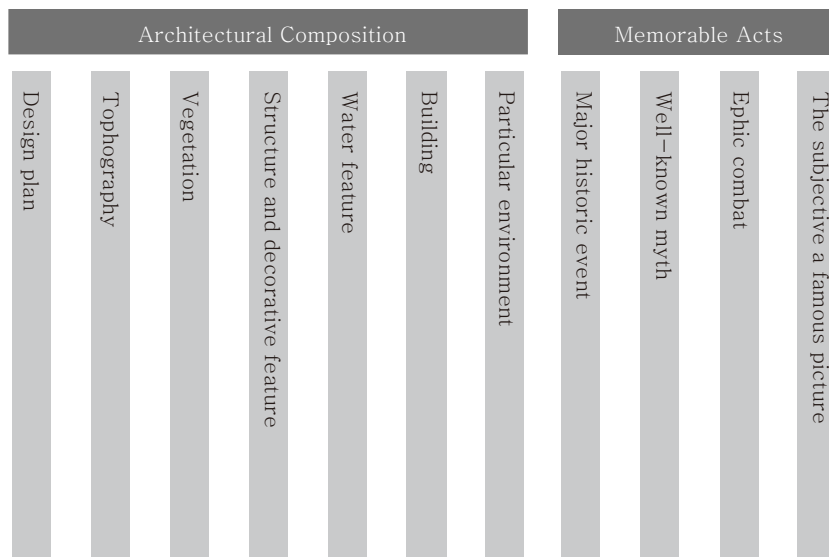 Architectural Composition
Memorable Acts
Design plan
Tophography
Vegetation
Structure and decorative feature
Water feature
Building
Particular environment
Major historic event
Well-known myth
Ephic combat
The subjective a famous picture